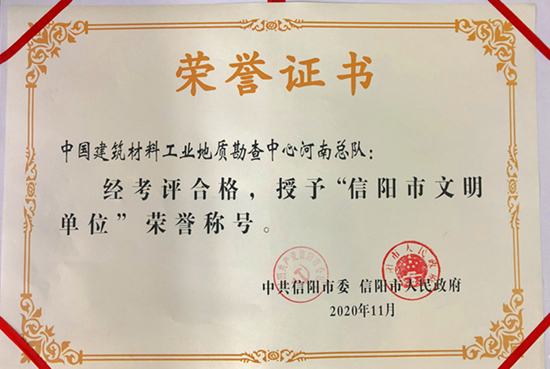 荣誉证书
中国建筑材料工业地质勘查中心河南总队：
经考评合格，授予“信阳市文明
单位”荣誉称号。
中共信阳市委 信阳市人民政府
2020年11月